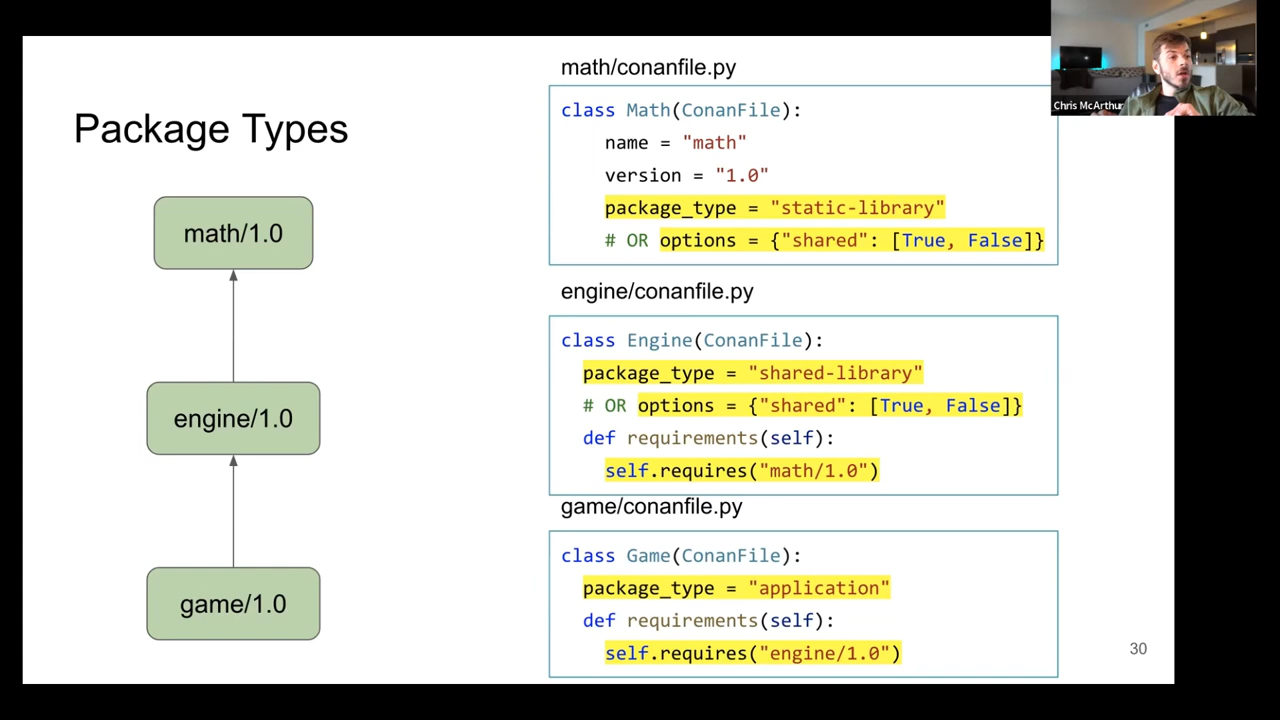 Package Types
math/1.0
engine/1.0
game/1.0
math/conanfile.py
class Math(ConanFile):
name = "math"
version = "1.0"
package_type = "static-library"
# OR options = {"shared": [True, False]}
engine/conanfile.py
class Engine(ConanFile):
package_type = "shared-library"
# OR options = {"shared": [True, False]}
def requirements(self):
self.requires("math/1.0")
game/conanfile.py
class Game(ConanFile):
package_type = "application"
def requirements(self):
self.requires("engine/1.0")
30
Chris McArthur